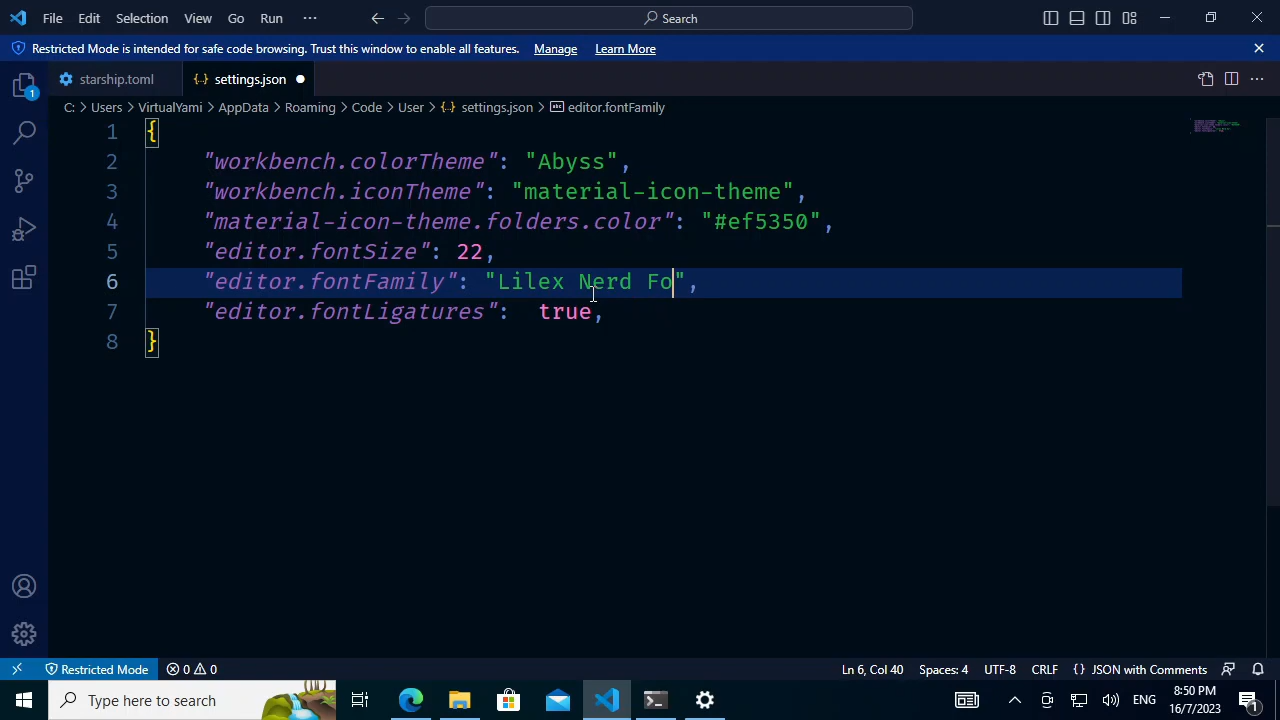 File Edit Selection View Go Run ··· Search
Restricted Mode is intended for safe code browsing. Trust this window to enable all features. Manage Learn More
1
starship.toml settings.json
C: > Users > VirtualYami > AppData > Roaming > Code > User > settings.json > editor.fontFamily
1 {
2 "workbench.colorTheme": "Abyss",
3 "workbench.iconTheme": "material-icon-theme",
4 "material-icon-theme.folders.color": "#ef5350",
5 "editor.fontSize": 22,
6 "editor.fontFamily": "Lilex Nerd Fo",
7 "editor.fontLigatures":  true,
8 }
Restricted Mode 0 0 Ln 6, Col 40 Spaces: 4 UTF-8 CRLF {} JSON with Comments
Type here to search ENG 8:50 PM
16/7/2023 1